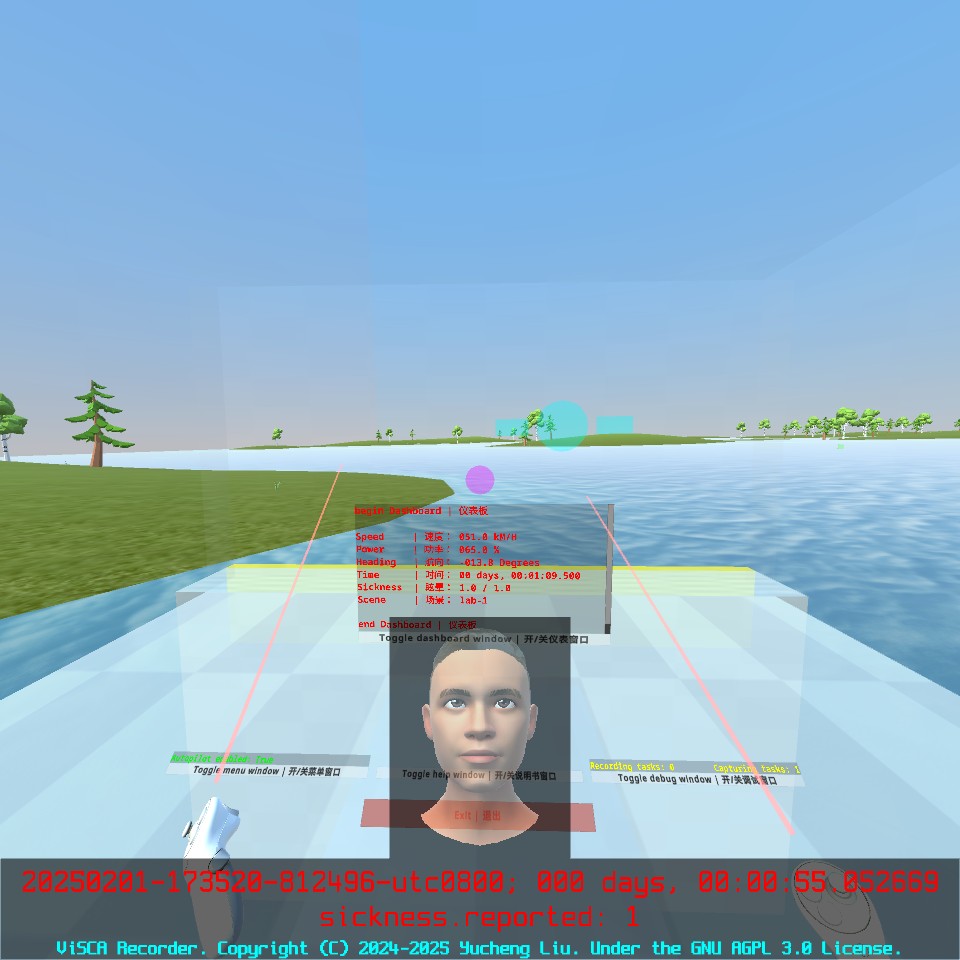 begin Dashboard | 仪表板
Speed | 速度： 051.0 kM/H
Power | 功率： 065.0 %
Heading | 航向： -013.8 Degrees
Time | 时间： 00 days, 00:01:09.500
Sickness | 眩晕： 1.0 / 1.0
Scene | 场景： lab-1
end Dashboard | 仪表板
Toggle dashboard window | 开/关仪表窗口
Autopilot enabled: True
Toggle menu window | 开/关菜单窗口
Toggle help window | 开/关说明书窗口
Recording tasks: 0 Capturing tasks: 1
Toggle debug window | 开/关调试窗口
Exit | 退出
20250201-173520-812496-utc0800; 000 days, 00:00:55.052669
sickness.reported: 1
ViSCA Recorder. Copyright (C) 2024-2025 Yucheng Liu. Under the GNU AGPL 3.0 License.